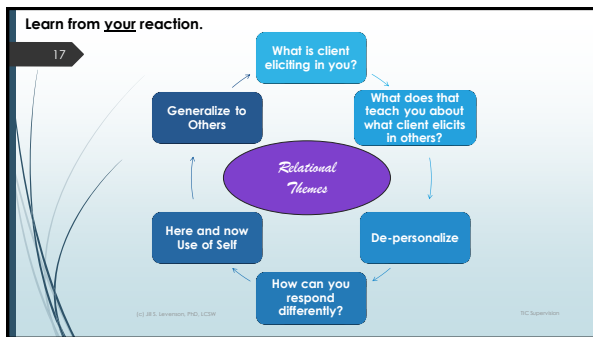 Learn from your reaction.
17
What is client
eliciting in you?
What does that
teach you about
what client elicits
in others?
De-personalize
How can you
respond
differently?
Here and now
Use of Self
Generalize to
Others
Relational
Themes
(c) Jill S. Levenson, PhD, LCSW
TIC Supervision